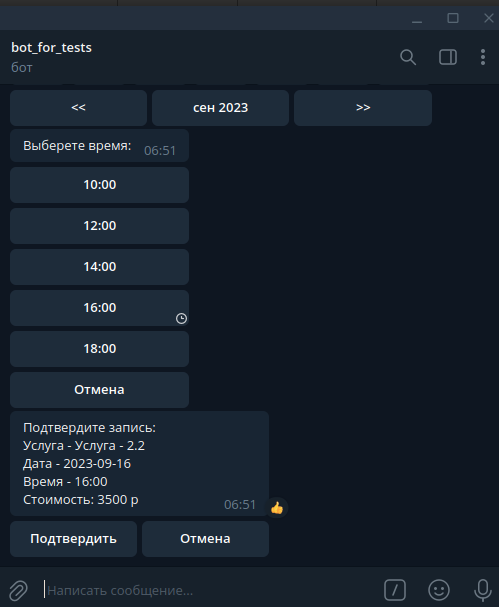 bot_for_tests
бот
<< сен 2023 >>
Выберете время: 06:51
10:00
12:00
14:00
16:00
18:00
Отмена
Подтвердите запись:
Услуга - Услуга - 2.2
Дата - 2023-09-16
Время - 16:00
Стоимость: 3500 р 06:51
Подтвердить Отмена
Написать сообщение...